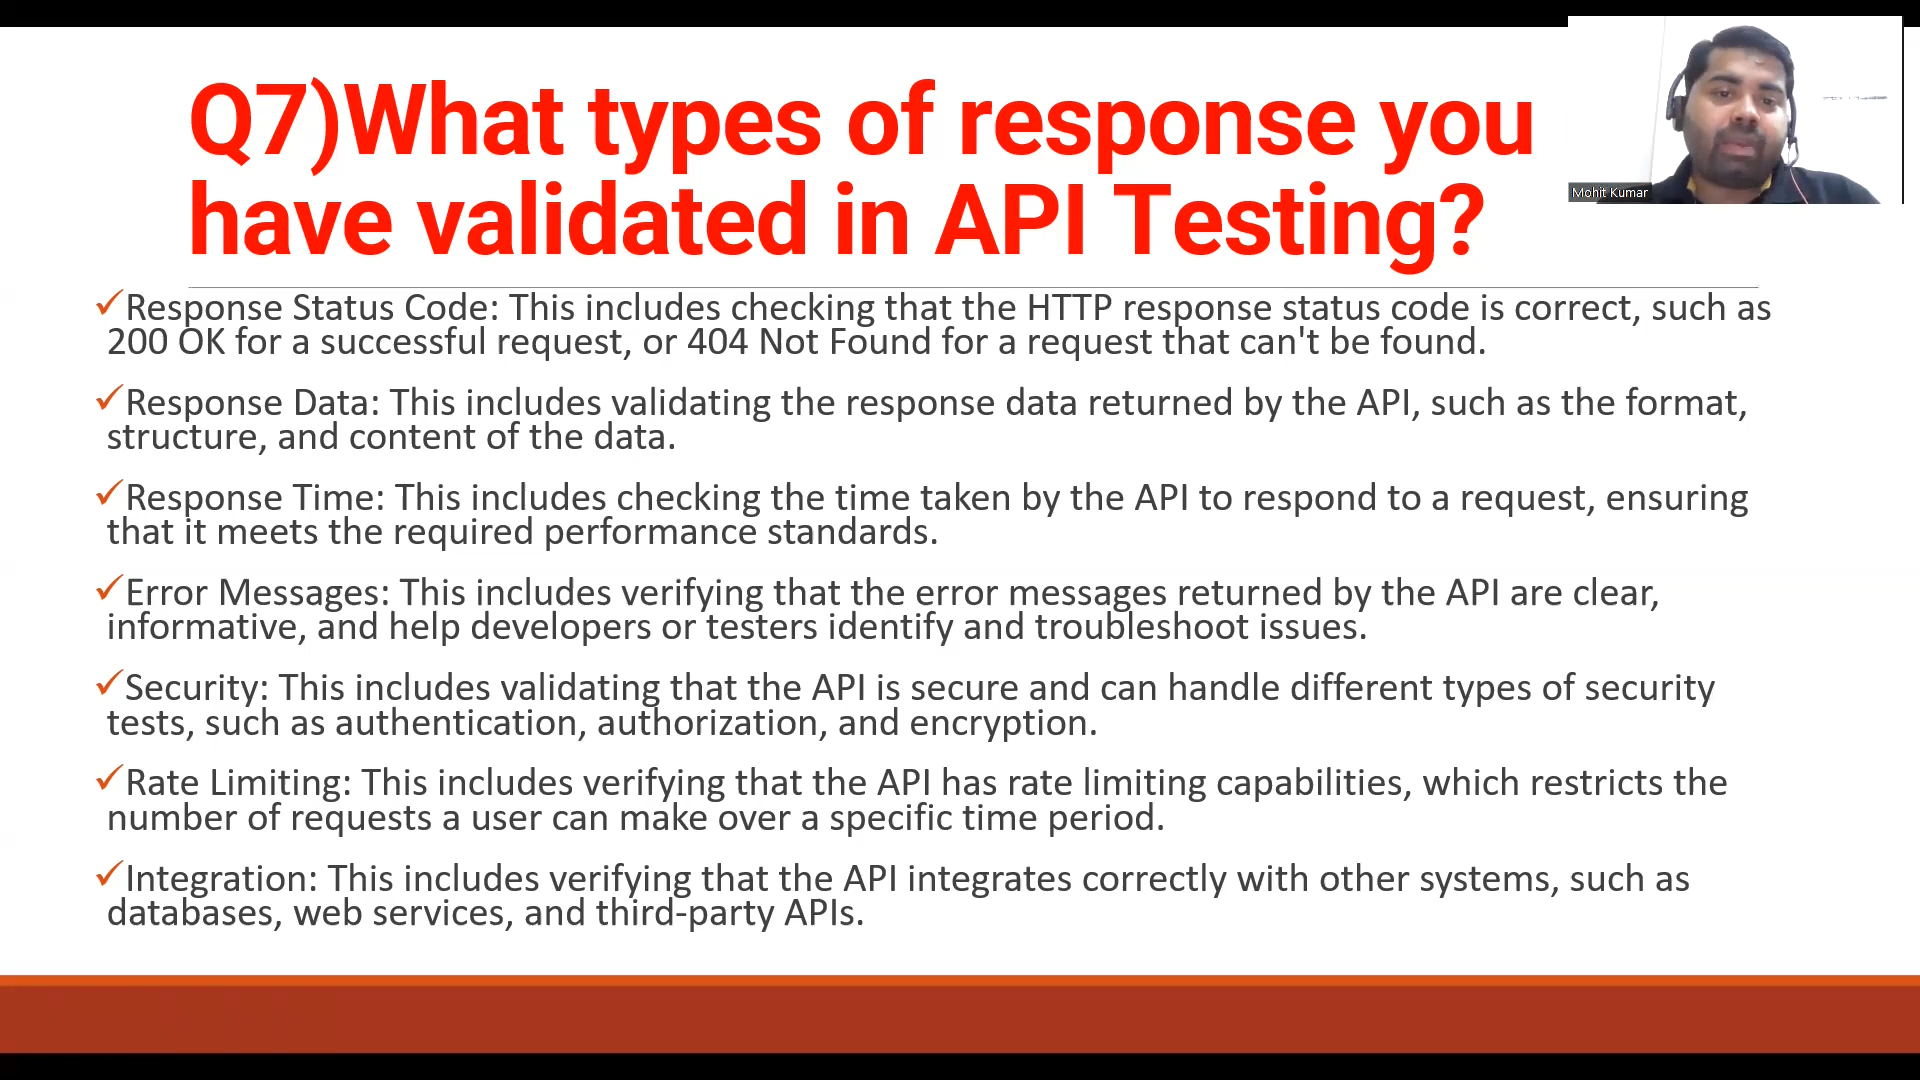 Q7)What types of response you
have validated in API Testing?
Mohit Kumar
✓Response Status Code: This includes checking that the HTTP response status code is correct, such as
200 OK for a successful request, or 404 Not Found for a request that can't be found.
✓Response Data: This includes validating the response data returned by the API, such as the format,
structure, and content of the data.
✓Response Time: This includes checking the time taken by the API to respond to a request, ensuring
that it meets the required performance standards.
✓Error Messages: This includes verifying that the error messages returned by the API are clear,
informative, and help developers or testers identify and troubleshoot issues.
✓Security: This includes validating that the API is secure and can handle different types of security
tests, such as authentication, authorization, and encryption.
✓Rate Limiting: This includes verifying that the API has rate limiting capabilities, which restricts the
number of requests a user can make over a specific time period.
✓Integration: This includes verifying that the API integrates correctly with other systems, such as
databases, web services, and third-party APIs.